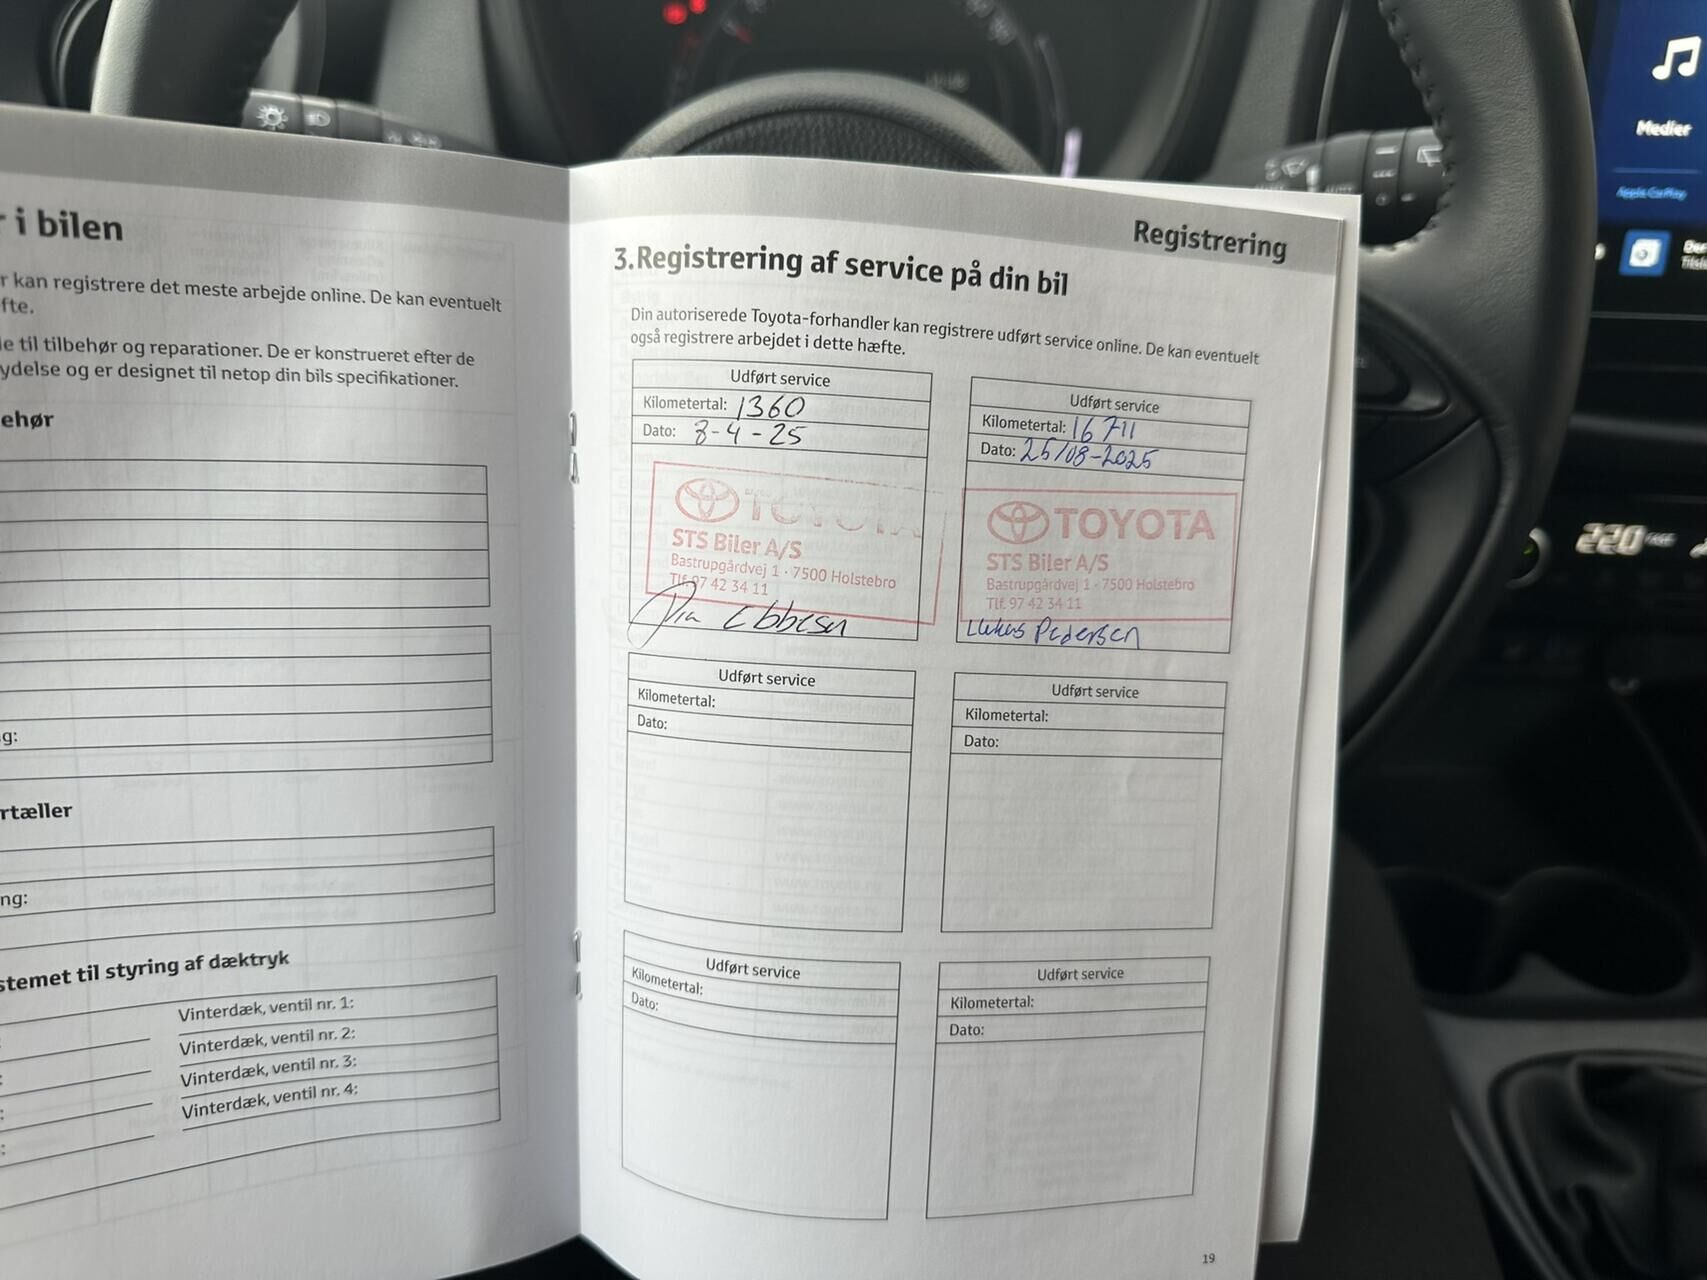 r i bilen
r kan registrere det meste arbejde online. De kan eventuelt
fte.
e til tilbehør og reparationer. De er konstrueret efter de
ydelse og er designet til netop din bils specifikationer.
ehør
g:
rtæller
ng:
stemet til styring af dæktryk
Vinterdæk, ventil nr. 1:
Vinterdæk, ventil nr. 2:
Vinterdæk, ventil nr. 3:
Vinterdæk, ventil nr. 4:
Registrering
3.Registrering af service på din bil
Din autoriserede Toyota-forhandler kan registrere udført service online. De kan eventuelt
også registrere arbejdet i dette hæfte.
Udført service
Kilometertal: 1360
Dato: 8-4-25
TOYOTA
STS Biler A/S
Bastrupgårdvej 1 · 7500 Holstebro
Tlf. 97 42 34 11
Ebbesen
Udført service
Kilometertal: 16711
Dato: 25/08-2025
TOYOTA
STS Biler A/S
Bastrupgårdvej 1 · 7500 Holstebro
Tlf. 97 42 34 11
Lukas Pedersen
Udført service
Kilometertal:
Dato:
Udført service
Kilometertal:
Dato:
Udført service
Kilometertal:
Dato:
Udført service
Kilometertal:
Dato:
19
Medier
Apple CarPlay
220